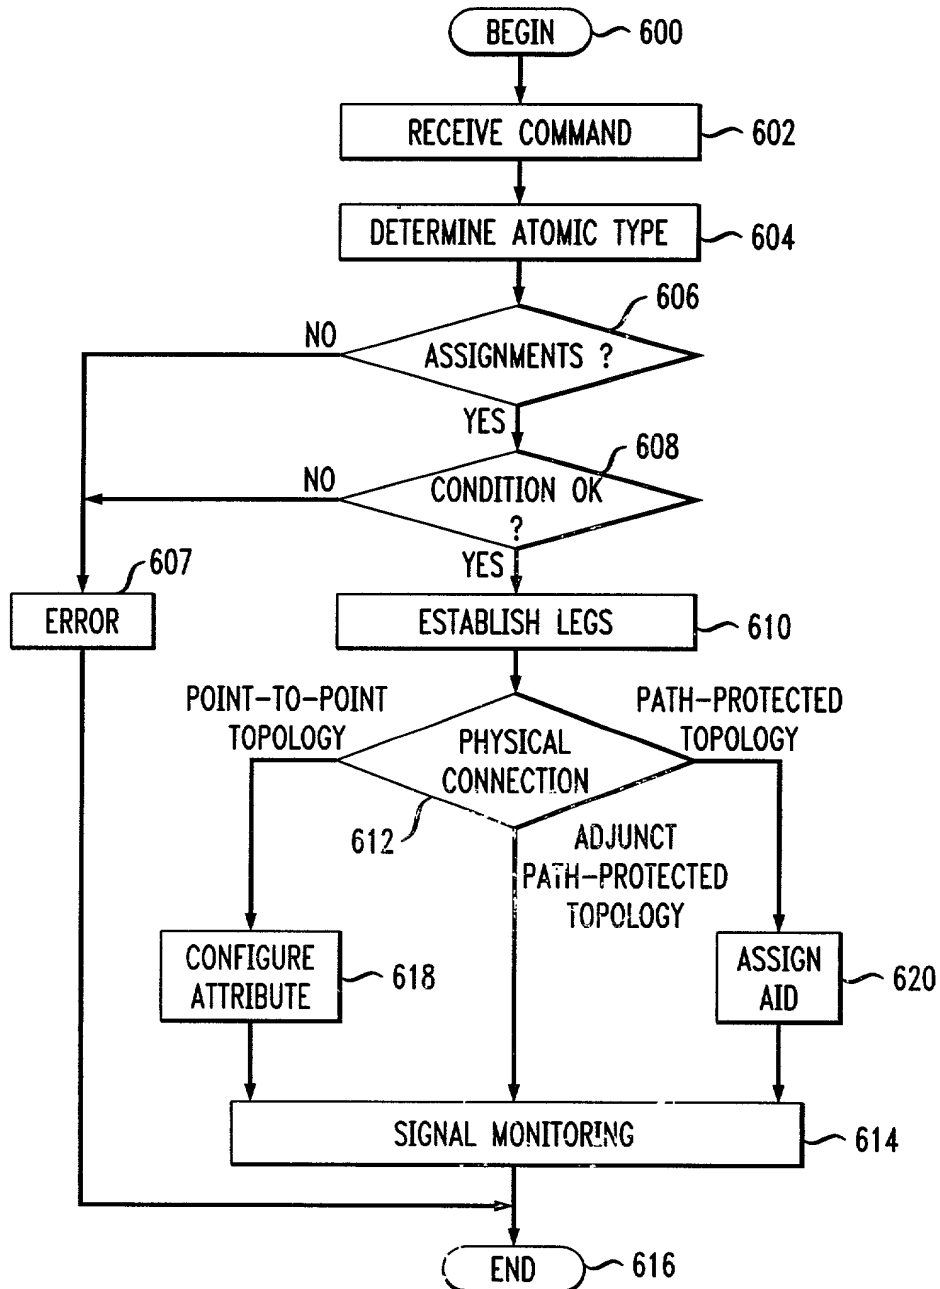 BEGIN
600
RECEIVE COMMAND
602
DETERMINE ATOMIC TYPE
604
606
NO
ASSIGNMENTS ?
YES
608
NO
CONDITION OK
?
607
YES
ERROR
ESTABLISH LEGS
610
POINT-TO-POINT
TOPOLOGY
PATH-PROTECTED
TOPOLOGY
PHYSICAL
CONNECTION
612
ADJUNCT
PATH-PROTECTED
TOPOLOGY
CONFIGURE
ATTRIBUTE
618
ASSIGN
AID
620
SIGNAL MONITORING
614
END
616